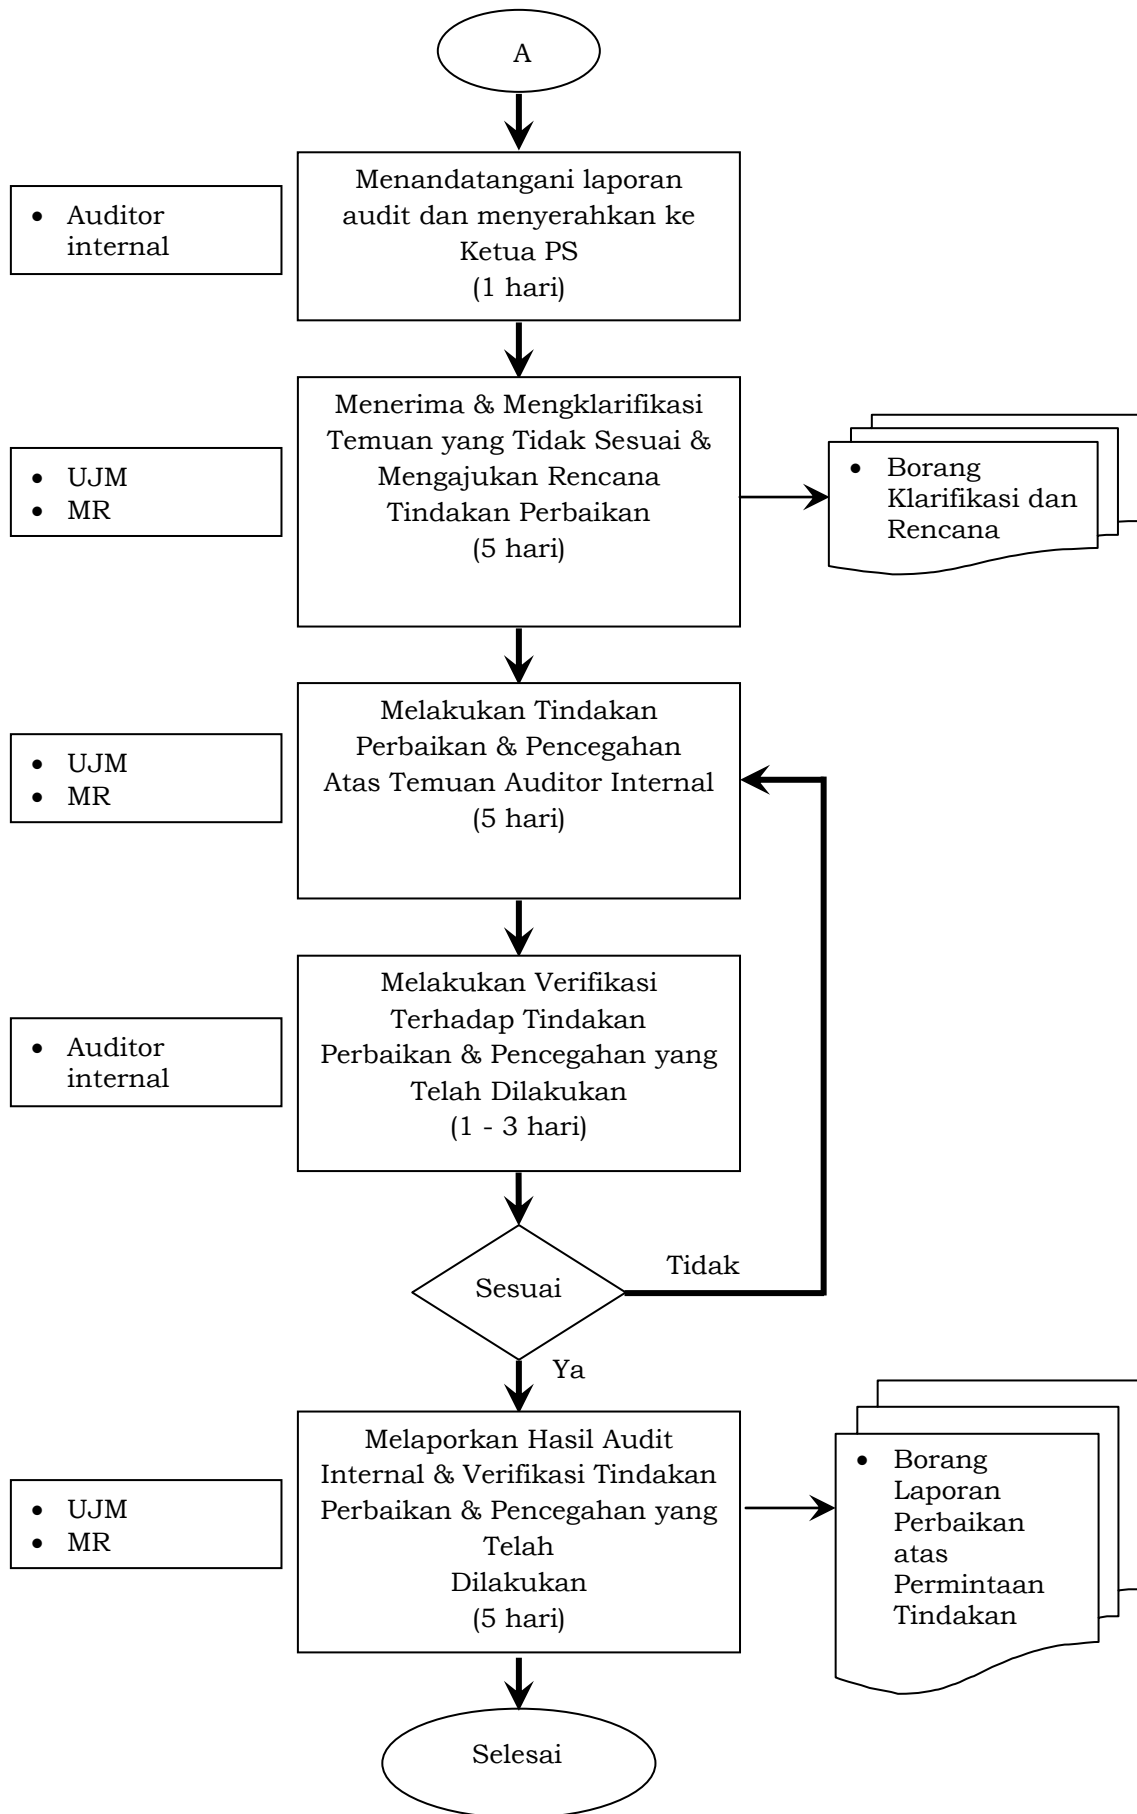 A
• Auditor
internal
Menandatangani laporan
audit dan menyerahkan ke
Ketua PS
(1 hari)
• UJM
• MR
Menerima & Mengklarifikasi
Temuan yang Tidak Sesuai &
Mengajukan Rencana
Tindakan Perbaikan
(5 hari)
• Borang
Klarifikasi dan
Rencana
• UJM
• MR
Melakukan Tindakan
Perbaikan & Pencegahan
Atas Temuan Auditor Internal
(5 hari)
• Auditor
internal
Melakukan Verifikasi
Terhadap Tindakan
Perbaikan & Pencegahan yang
Telah Dilakukan
(1 - 3 hari)
Sesuai
Tidak
Ya
• UJM
• MR
Melaporkan Hasil Audit
Internal & Verifikasi Tindakan
Perbaikan & Pencegahan yang
Telah
Dilakukan
(5 hari)
• Borang
Laporan
Perbaikan
atas
Permintaan
Tindakan
Selesai